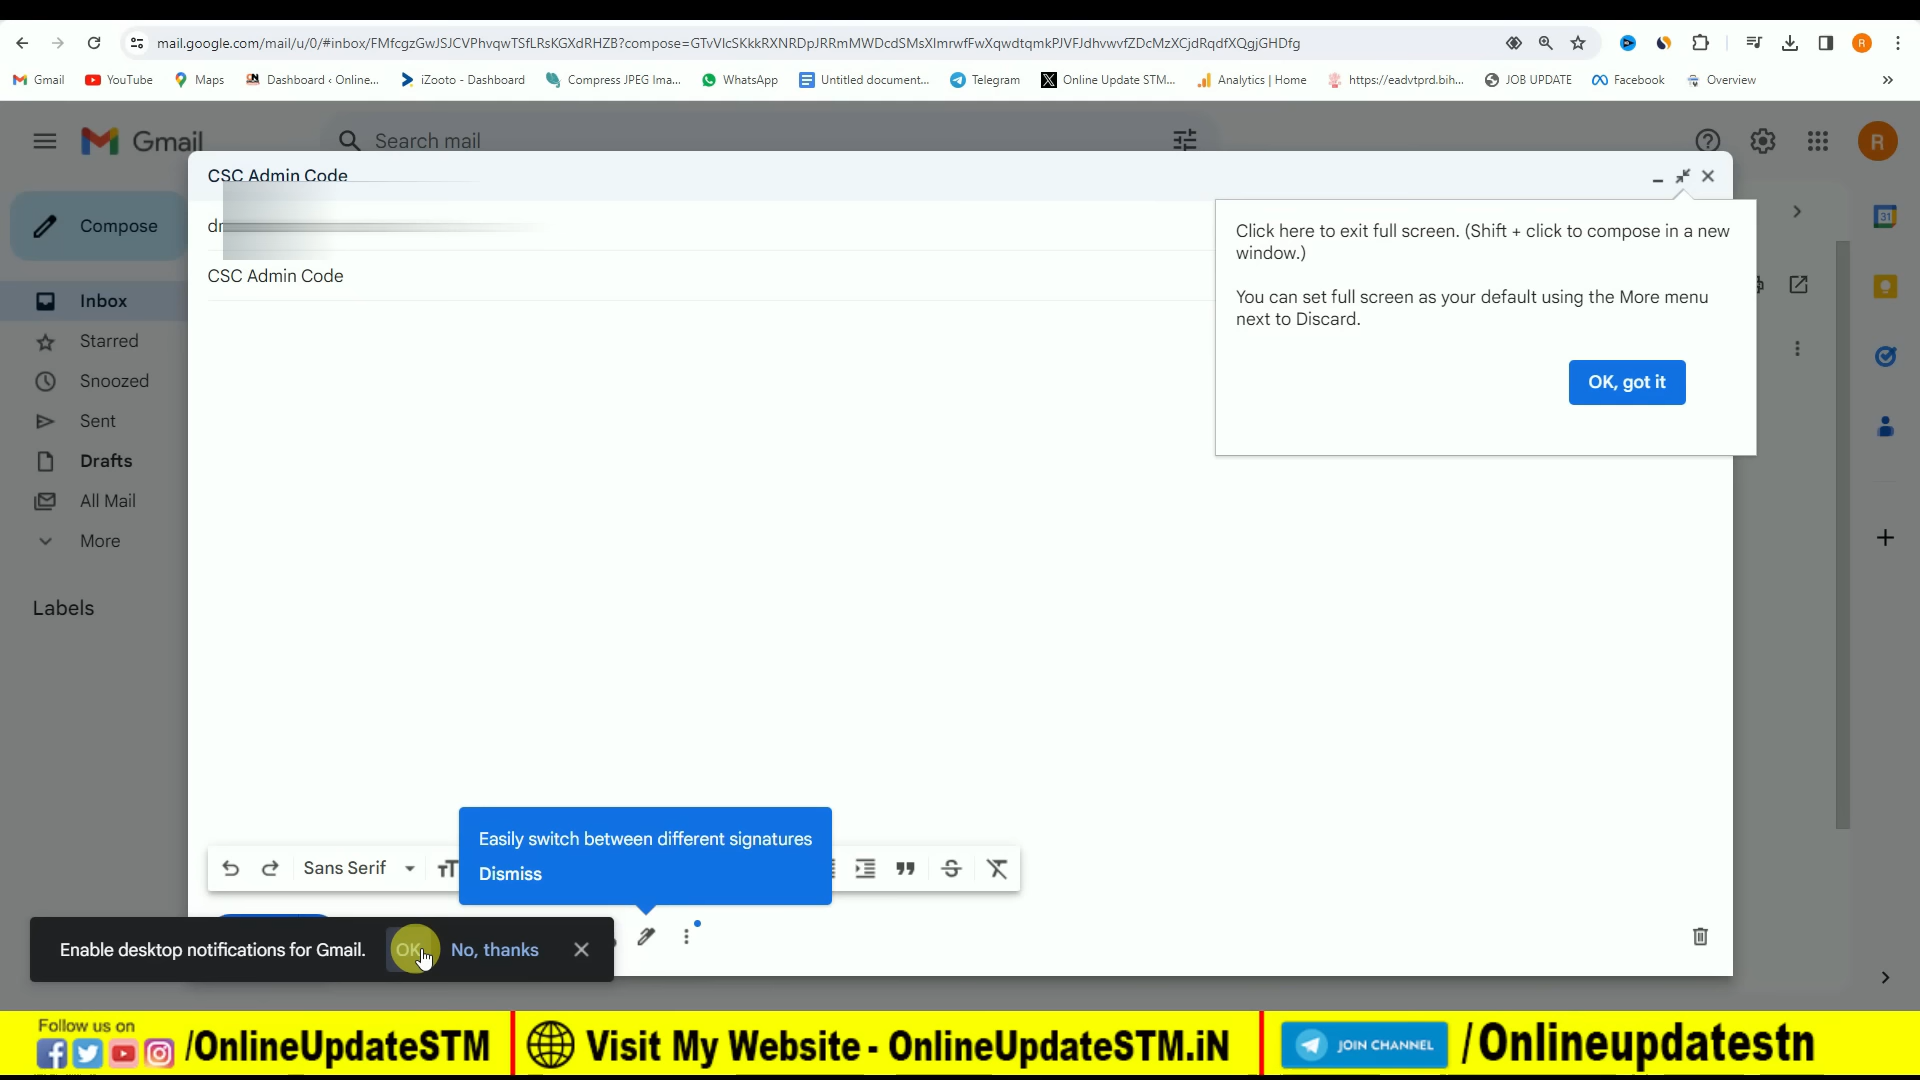 mail.google.com/mail/u/0/#inbox/FMfcgzGwJSJCVPhvqwTSfLRsKGXdRHZB?compose=GTvVlcSKkkRXNRDpJRRmMWDcdSMsXlmrwfFwXqwdtqmkPJVFJdhvwvfZDcMzXCjdRqdfXQgjGHDfg
R
Gmail YouTube Maps Dashboard ‹ Online... iZooto - Dashboard Compress JPEG Ima... WhatsApp Untitled document... Telegram Online Update STM... Analytics | Home https://eadvtprd.bih... JOB UPDATE Facebook Overview »
Gmail
Search mail
R
Compose
Inbox
Starred
Snoozed
Sent
Drafts
All Mail
More
Labels
31
CSC Admin Code
CSC Admin Code
Click here to exit full screen. (Shift + click to compose in a new
window.)
You can set full screen as your default using the More menu
next to Discard.
OK, got it
Easily switch between different signatures
Dismiss
Sans Serif
Enable desktop notifications for Gmail. OK No, thanks
Follow us on
/OnlineUpdateSTM
Visit My Website - OnlineUpdateSTM.iN
JOIN CHANNEL
/Onlineupdatestn